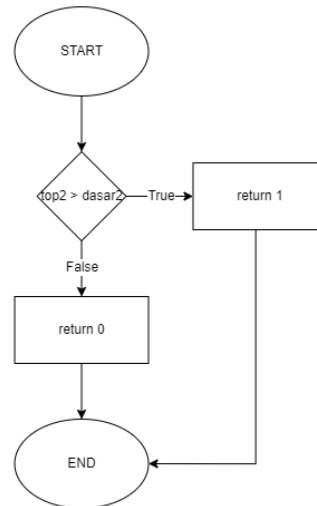 START
top2 > dasar2
True
return 1
False
return 0
END